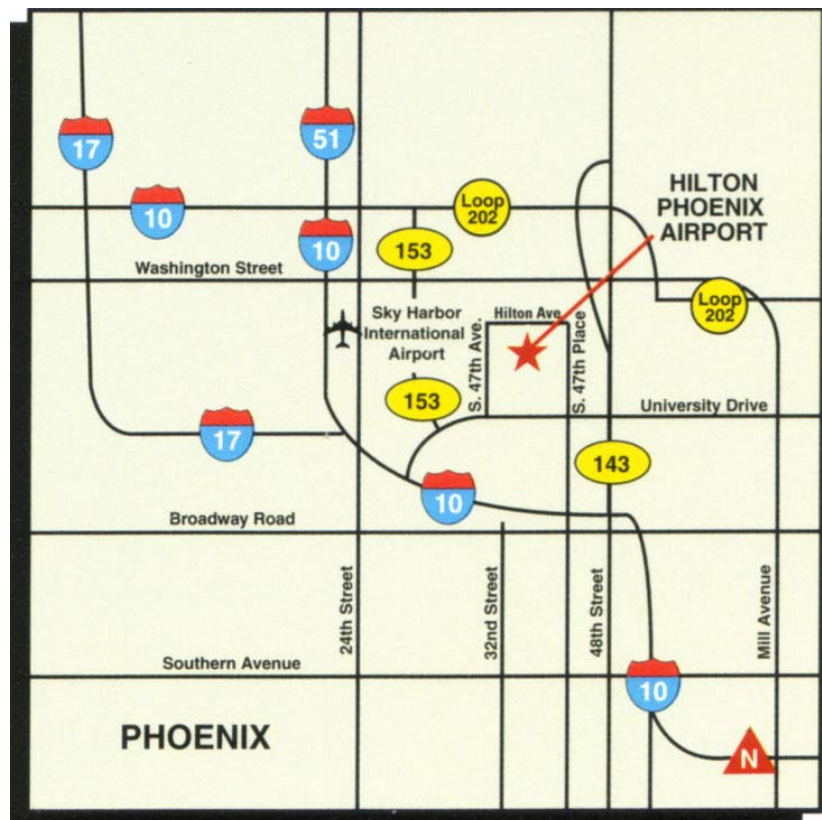 51
17
HILTON
PHOENIX
AIRPORT
Loop
202
10
10
153
Washington Street
Loop
202
Sky Harbor
International
Airport
Hilton Ave.
S. 47th Ave.
S. 47th Place
153
University Drive
17
143
10
Broadway Road
24th Street
32nd Street
48th Street
Mill Avenue
Southern Avenue
10
PHOENIX
N